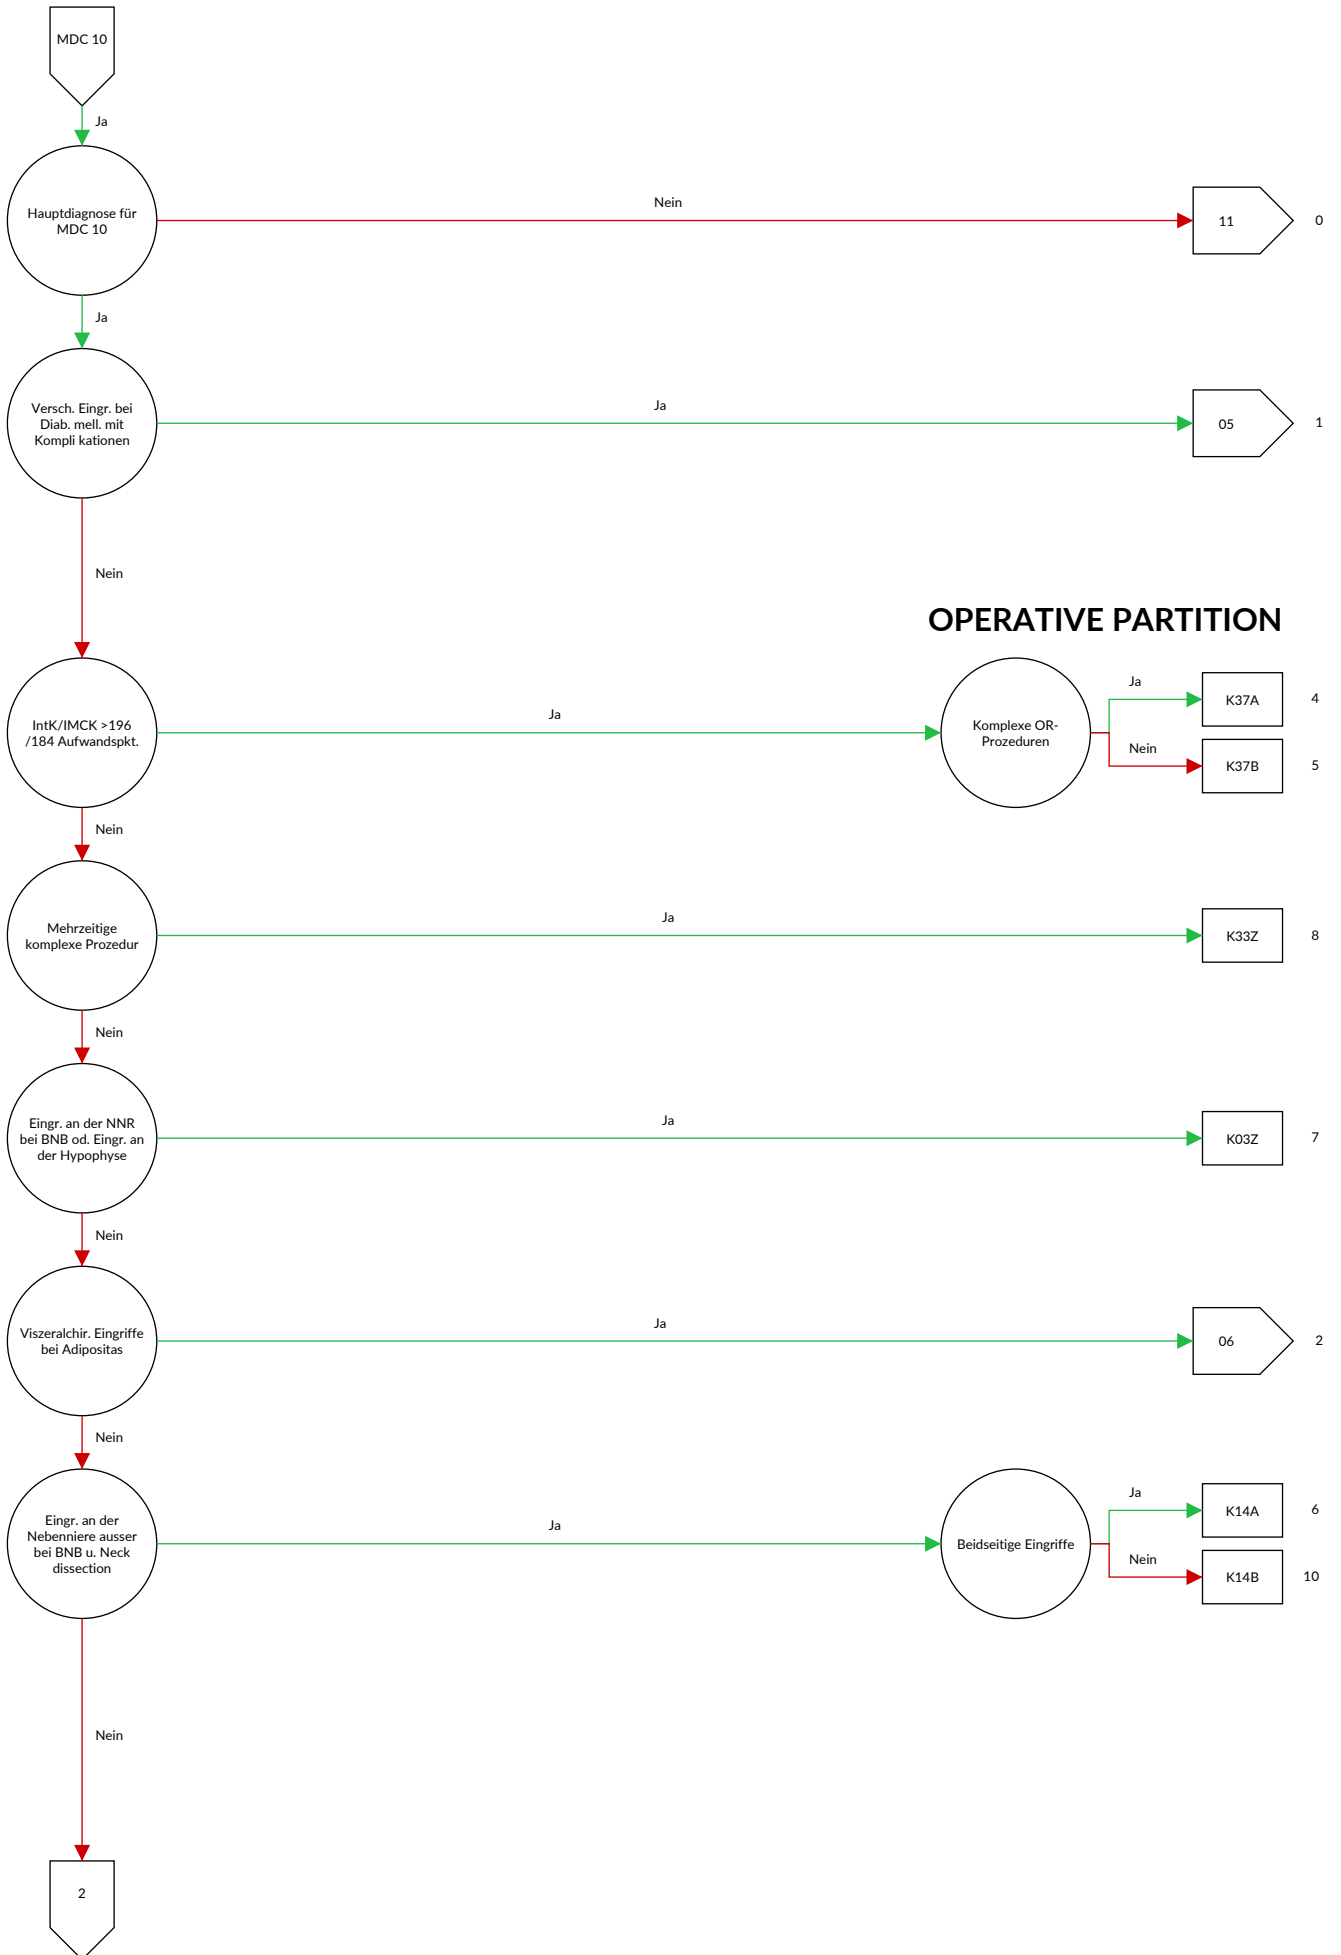 MDC 10
Ja
Hauptdiagnose für
MDC 10
Nein
11
0
Ja
Versch. Eingr. bei
Diab. mell. mit
Kompli kationen
Ja
05
1
Nein
OPERATIVE PARTITION
IntK/IMCK >196
/184 Aufwandspkt.
Ja
Komplexe OR-
Prozeduren
Ja
K37A
4
Nein
K37B
5
Nein
Mehrzeitige
komplexe Prozedur
Ja
K33Z
8
Nein
Eingr. an der NNR
bei BNB od. Eingr. an
der Hypophyse
Ja
K03Z
7
Nein
Viszeralchir. Eingriffe
bei Adipositas
Ja
06
2
Nein
Eingr. an der
Nebenniere ausser
bei BNB u. Neck
dissection
Ja
Beidseitige Eingriffe
Ja
K14A
6
Nein
K14B
10
Nein
2